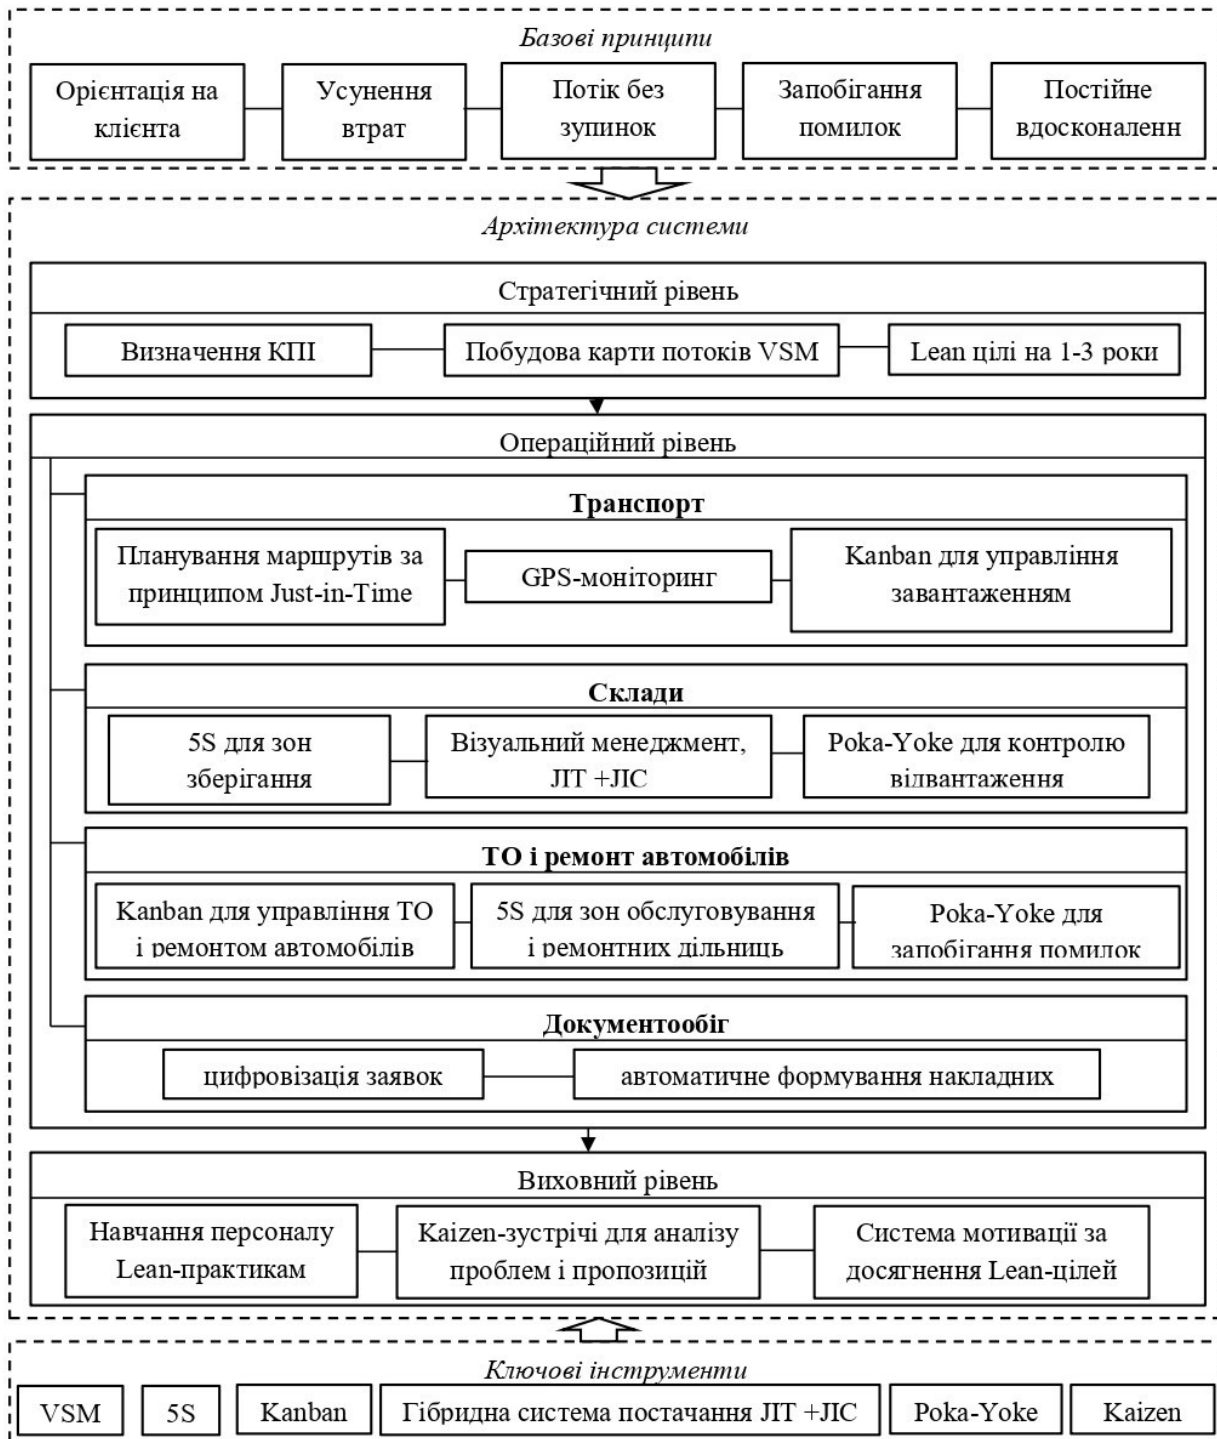 Базові принципи
Орієнтація на
клієнта
Усунення
втрат
Потік без
зупинок
Запобігання
помилок
Постійне
вдосконаленн
Архітектура системи
Стратегічний рівень
Визначення КПІ
Побудова карти потоків VSM
Lean цілі на 1-3 роки
Операційний рівень
Транспорт
Планування маршрутів за
принципом Just-in-Time
GPS-моніторинг
Kanban для управління
завантаженням
Склади
5S для зон
зберігання
Візуальний менеджмент,
ЛТ +ЛС
Poka-Yoke для контролю
відвантаження
ТО і ремонт автомобілів
Kanban для управління ТО
і ремонтом автомобілів
5S для зон обслуговування
і ремонтних дільниць
Poka-Yoke для
запобігання помилок
Документообіг
цифровізація заявок
автоматичне формування накладних
Виховний рівень
Навчання персоналу
Lean-практикам
Kaizen-зустрічі для аналізу
проблем і пропозицій
Система мотивації за
досягнення Lean-цілей
Ключові інструменти
VSM
5S
Kanban
Гібридна система постачання ЛТ +ЛС
Poka-Yoke
Kaizen